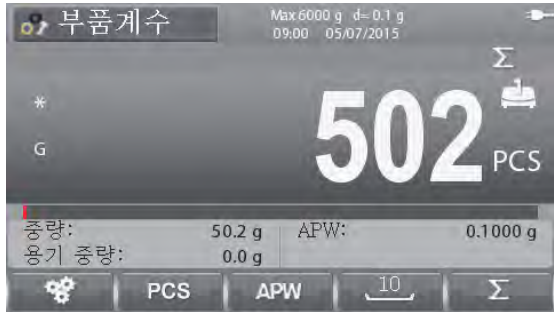 부품계수
Max 6000 g d= 0.1 g
09:00 05/07/2015
Σ
*
G
502 PCS
중량: 50.2 g APW: 0.1000 g
용기 중량: 0.0 g
PCS APW 10 Σ